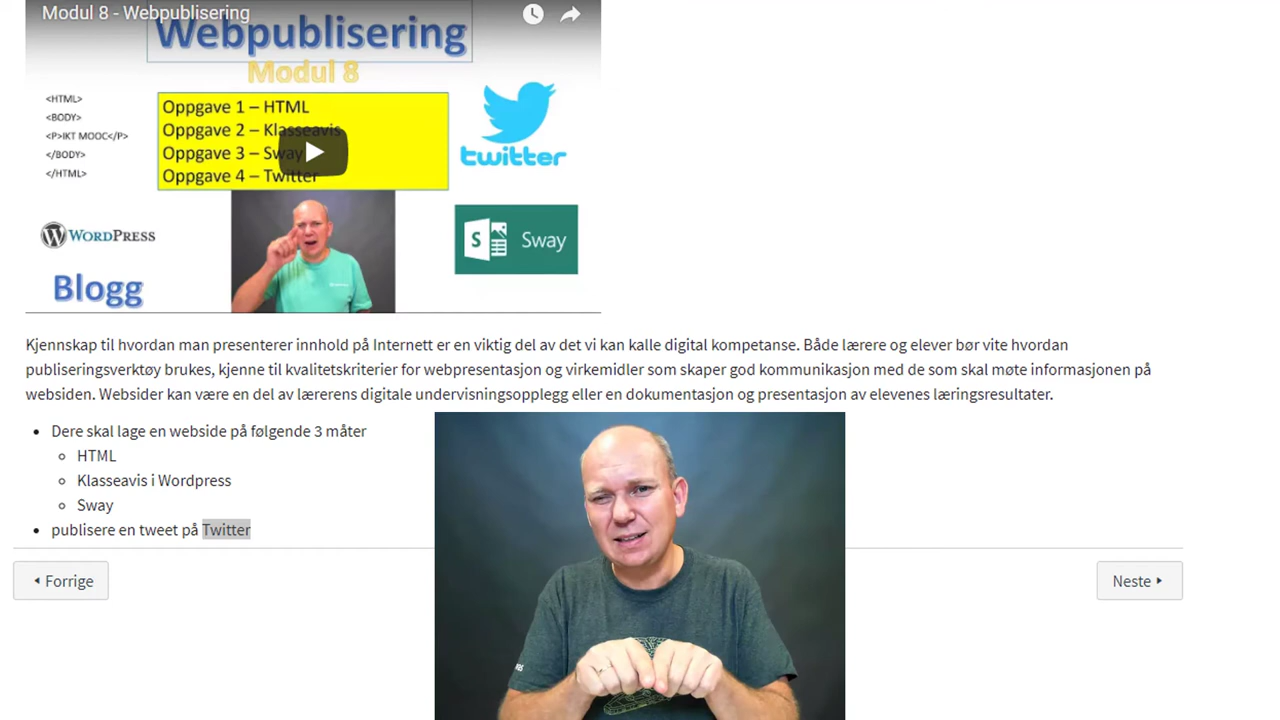 Modul 8 - Webpublisering
Webpublisering
Modul 8
<HTML>
<BODY>
<P>IKT MOOC</P>
</BODY>
</HTML>
Oppgave 1 – HTML
Oppgave 2 – Klasseavis
Oppgave 3 – Sway
Oppgave 4 – Twitter
twitter
WORDPRESS
S
Sway
Blogg
Kjennskap til hvordan man presenterer innhold på Internett er en viktig del av det vi kan kalle digital kompetanse. Både lærere og elever bør vite hvordan
publiseringsverktøy brukes, kjenne til kvalitetskriterier for webpresentasjon og virkemidler som skaper god kommunikasjon med de som skal møte informasjonen på
websiden. Websider kan være en del av lærerens digitale undervisningsopplegg eller en dokumentasjon og presentasjon av elevenes læringsresultater.
Dere skal lage en webside på følgende 3 måter
HTML
Klasseavis i Wordpress
Sway
publisere en tweet på Twitter
Forrige
Neste